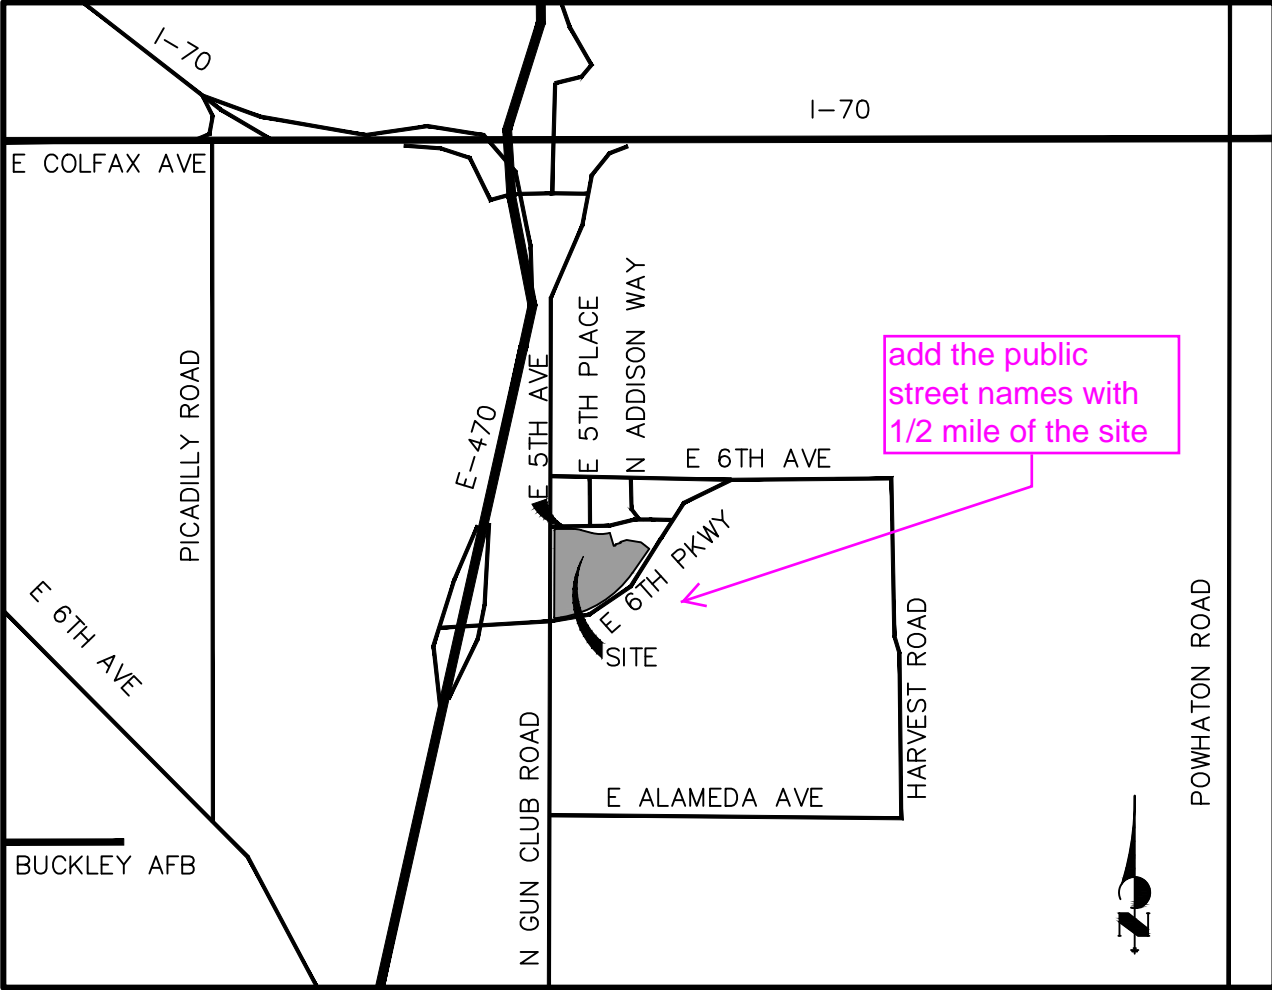 I-70
I-70
E COLFAX AVE
PICADILLY ROAD
E-470
E 5TH AVE
E 5TH PLACE
N ADDISON WAY
add the public
street names with
1/2 mile of the site
E 6TH AVE
E 6TH PKWY
SITE
E 6TH AVE
HARVEST ROAD
POWHATON ROAD
N GUN CLUB ROAD
E ALAMEDA AVE
BUCKLEY AFB
N